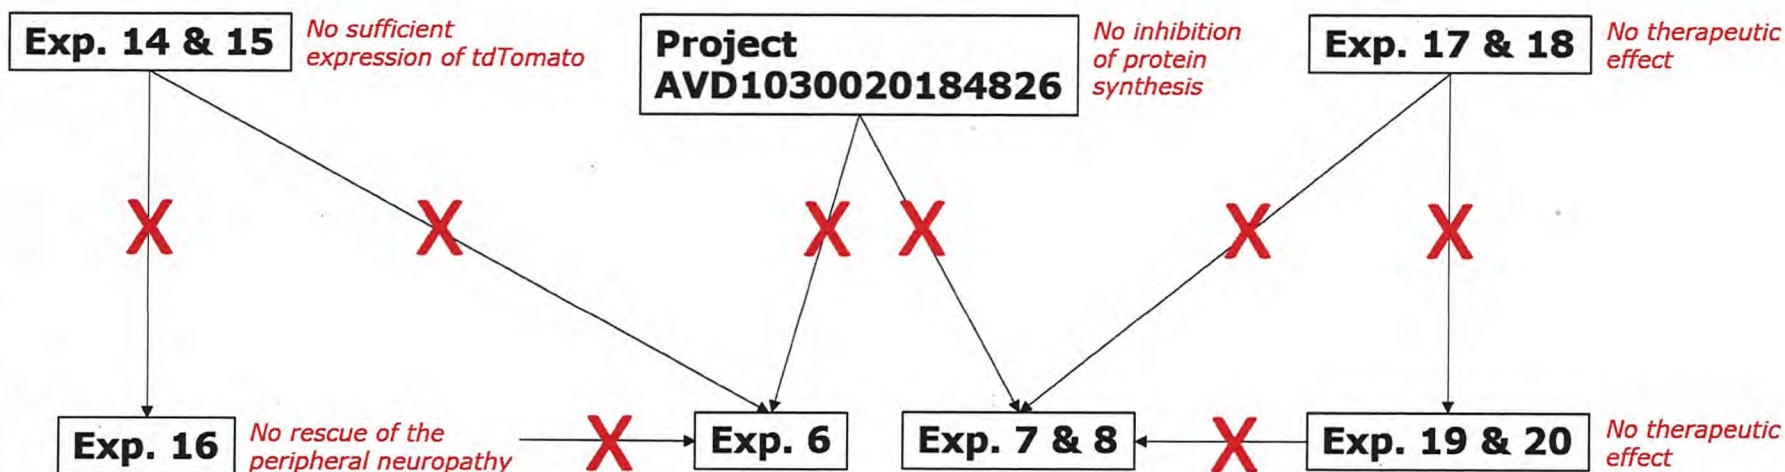 Exp. 14 & 15
No sufficient
expression of tdTomato
Project
AVD1030020184826
No inhibition
of protein
synthesis
Exp. 17 & 18
No therapeutic
effect
X
X
X
X
X
X
Exp. 16
No rescue of the
peripheral neuropathy
X
Exp. 6
Exp. 7 & 8
X
Exp. 19 & 20
No therapeutic
effect